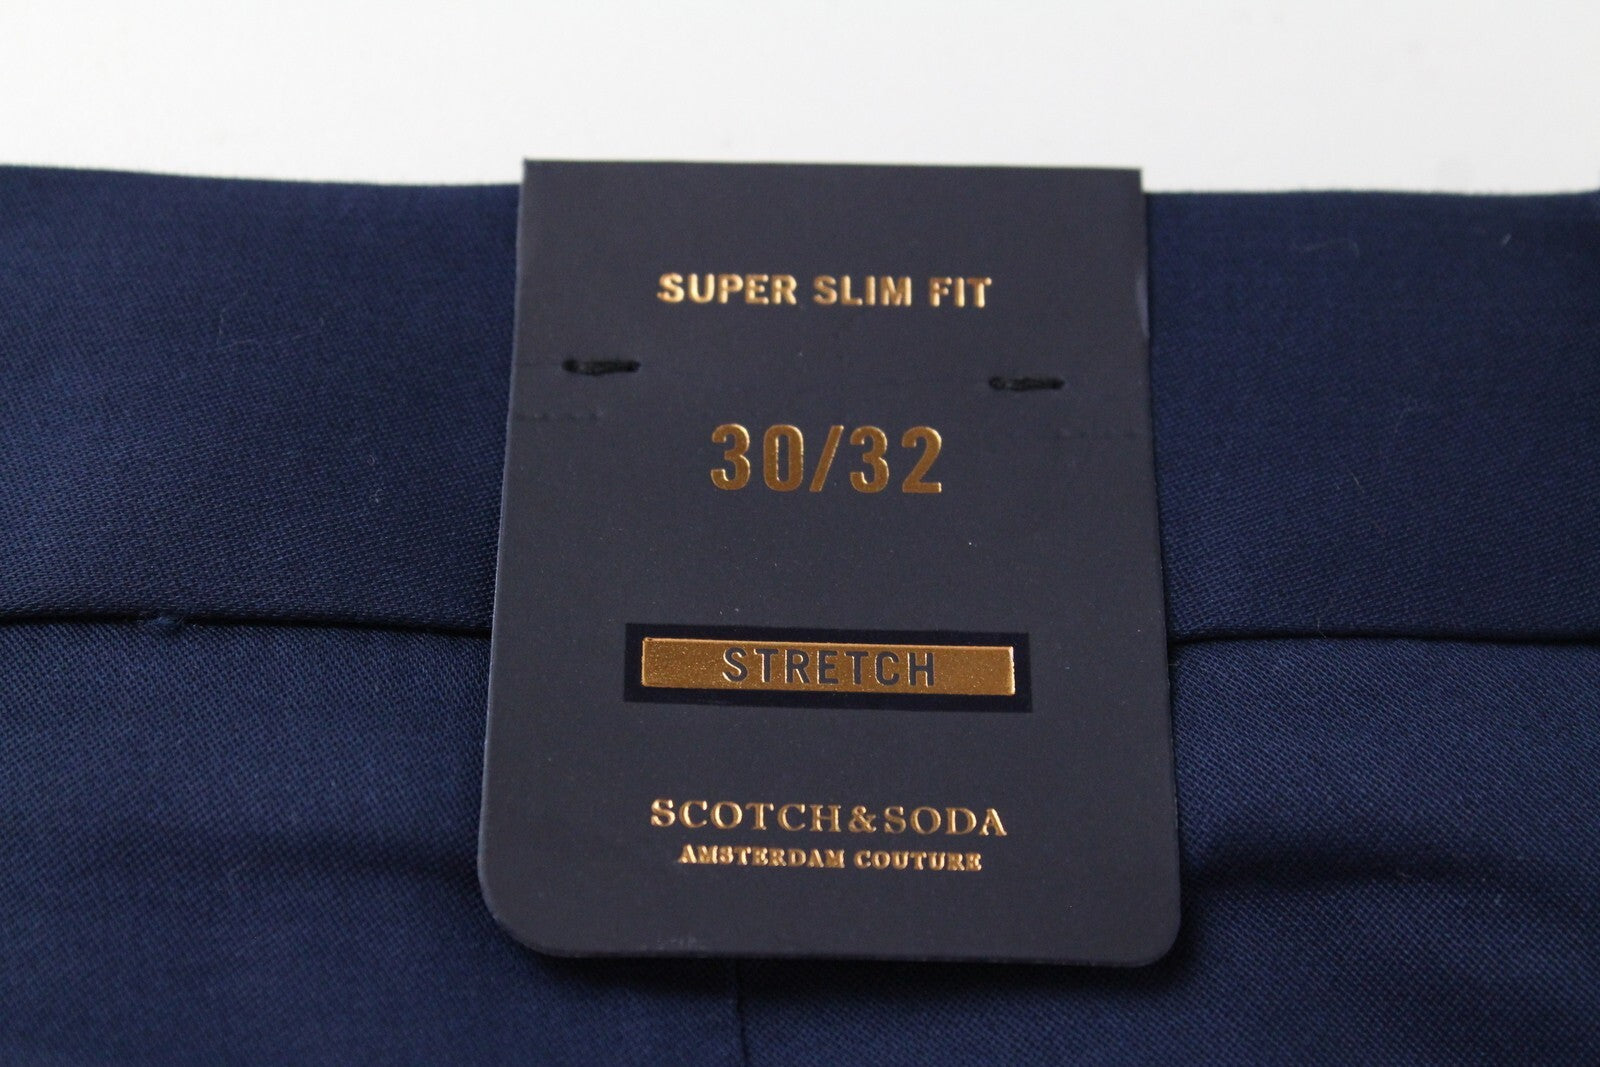 SUPER SLIM FIT
30/32
STRETCH
SCOTCH&SODA
AMSTERDAM COUTURE